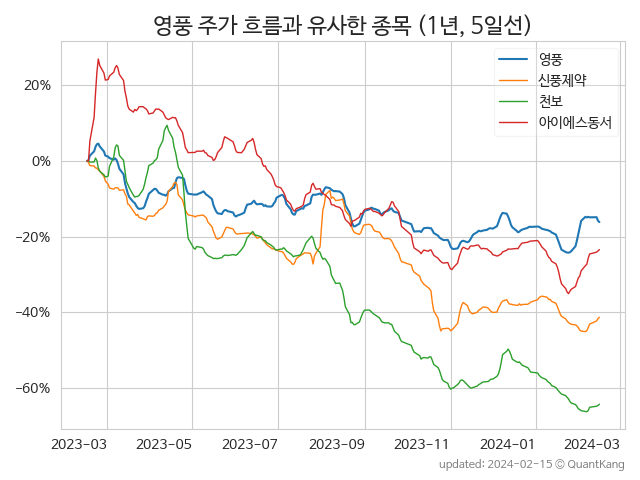 영풍 주가 흐름과 유사한 종목 (1년, 5일선)
영풍
신풍제약
천보
아이에스동서
20%
0%
−20%
−40%
−60%
2023-03 2023-05 2023-07 2023-09 2023-11 2024-01 2024-03
updated: 2024-02-15 © QuantKang